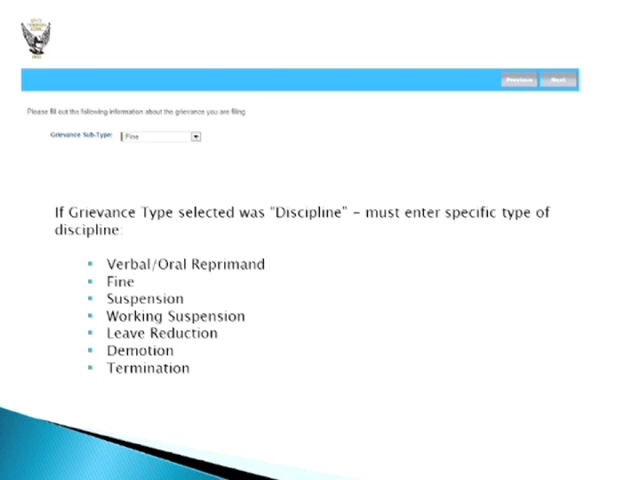 Previous
Next
Please fill out the following information about the grievance you are filing
Grievance Sub-Type:
Fine
If Grievance Type selected was "Discipline" – must enter specific type of
discipline:
Verbal/Oral Reprimand
Fine
Suspension
Working Suspension
Leave Reduction
Demotion
Termination